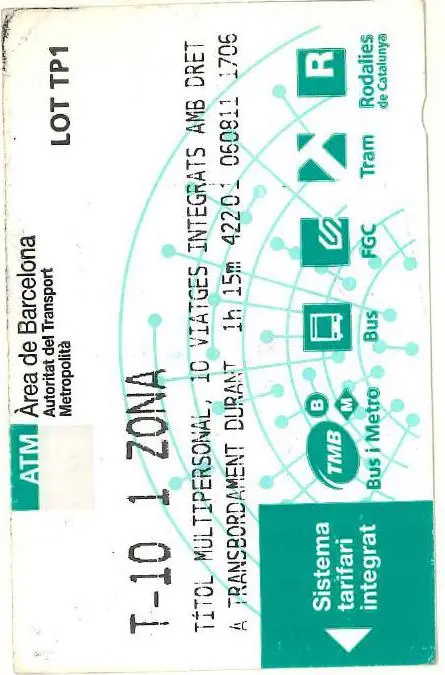 ATM
Àrea de Barcelona
Autoritat del Transport
Metropolità
LOT TP1
T-10 1 ZONA
TÍTOL MULTIPERSONAL, 10 VIATGES INTEGRATS AMB DRET
A TRANSBORDAMENT DURANT 1h 15m 42201 060811 1706
Sistema
tarifari
integrat
TMB
B
M
Bus i Metro
Bus
FGC
Tram
R
Rodalies
de Catalunya